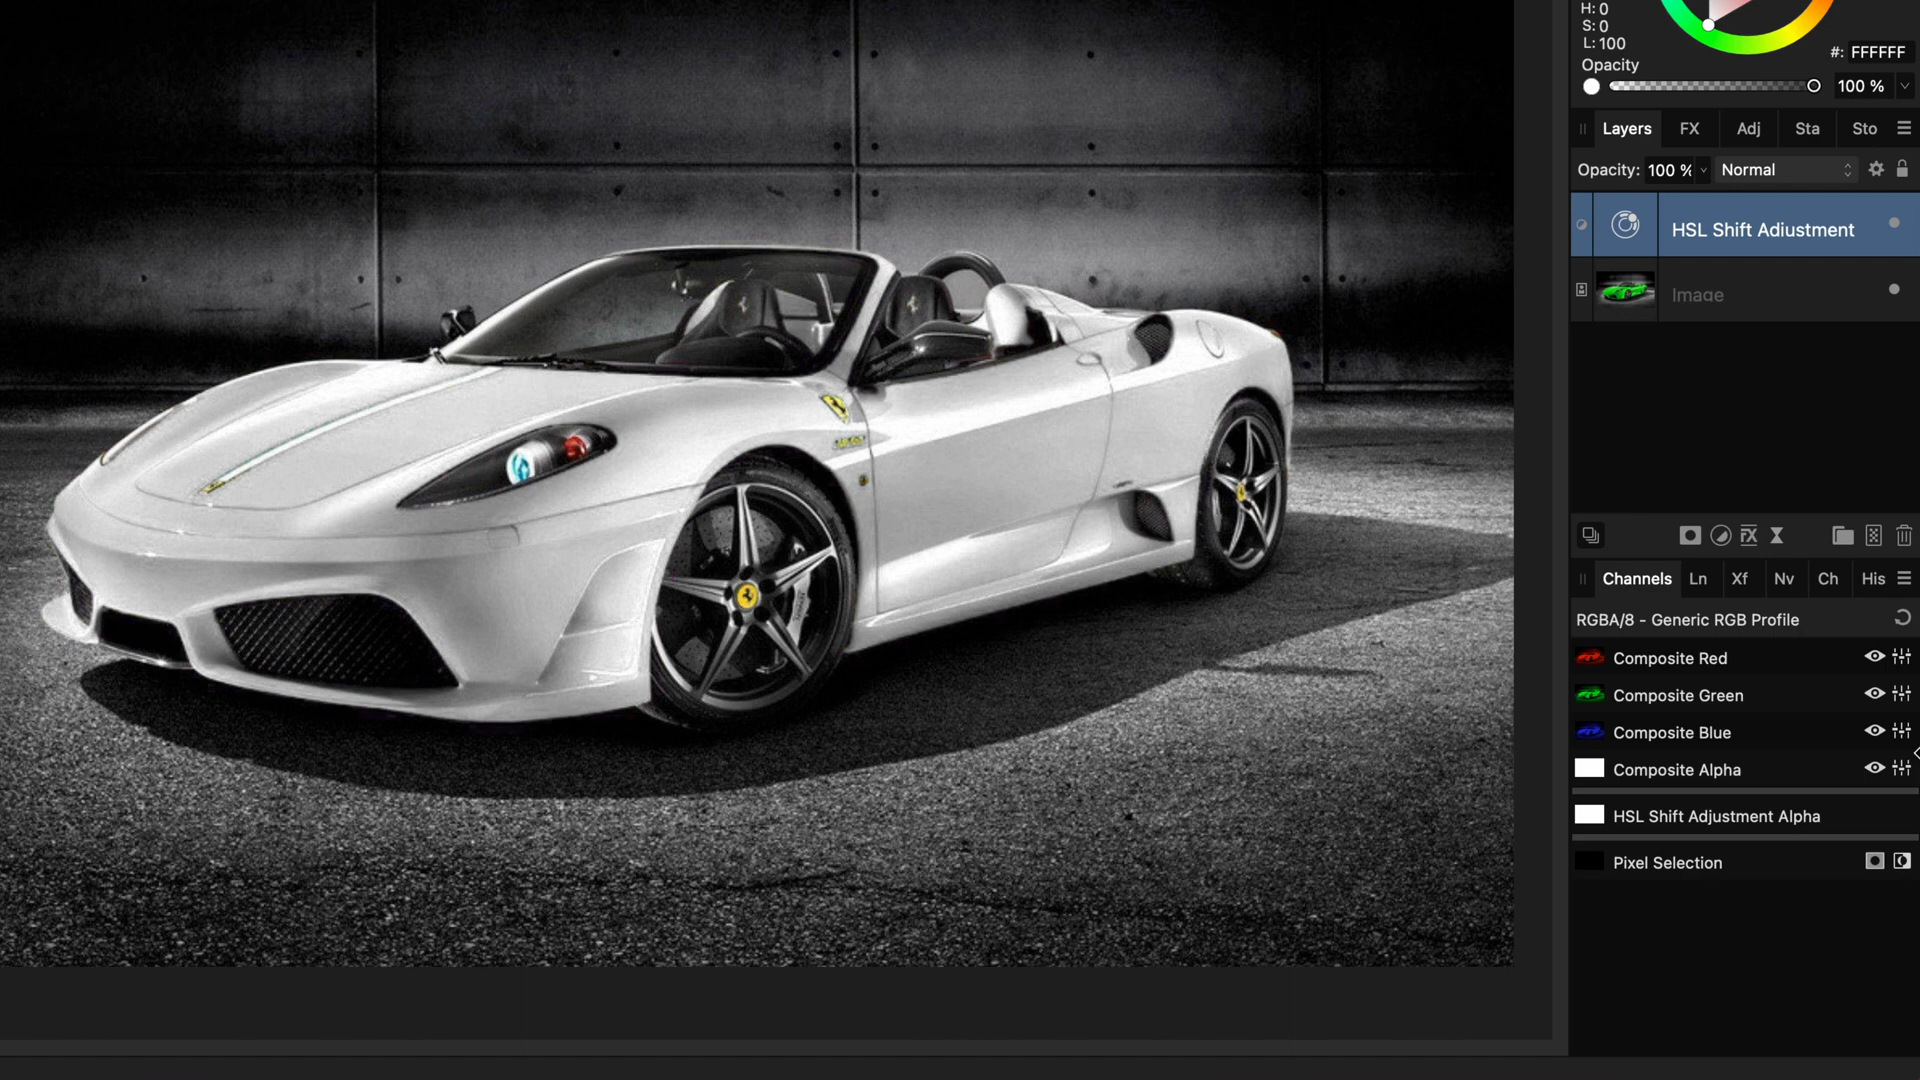 H: 0
S: 0
L: 100
#: FFFFFF
Opacity
100 %
Layers FX Adj Sta Sto
Opacity: 100 % Normal
HSL Shift Adjustment
Image
Channels Ln Xf Nv Ch His
RGBA/8 - Generic RGB Profile
Composite Red
Composite Green
Composite Blue
Composite Alpha
HSL Shift Adjustment Alpha
Pixel Selection